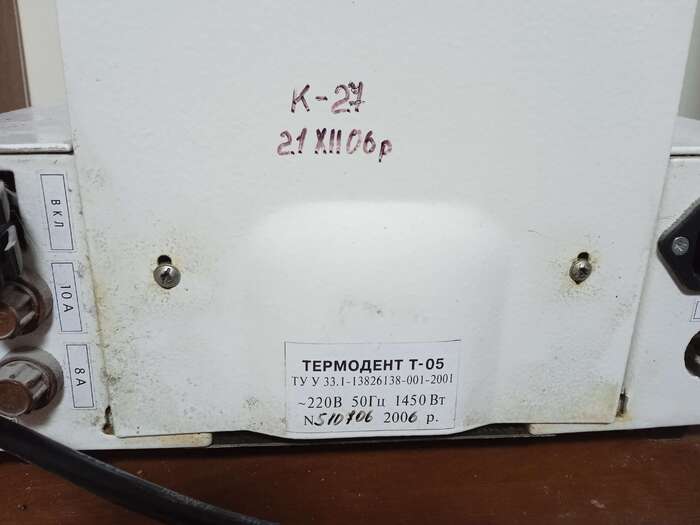 К-27
21 XII 06р
ВКЛ
10 А
8 А
ТЕРМОДЕНТ Т-05
ТУ У 33.1-13826138-001-2001
~220В 50Гц 1450 Вт
N510706 2006 р.